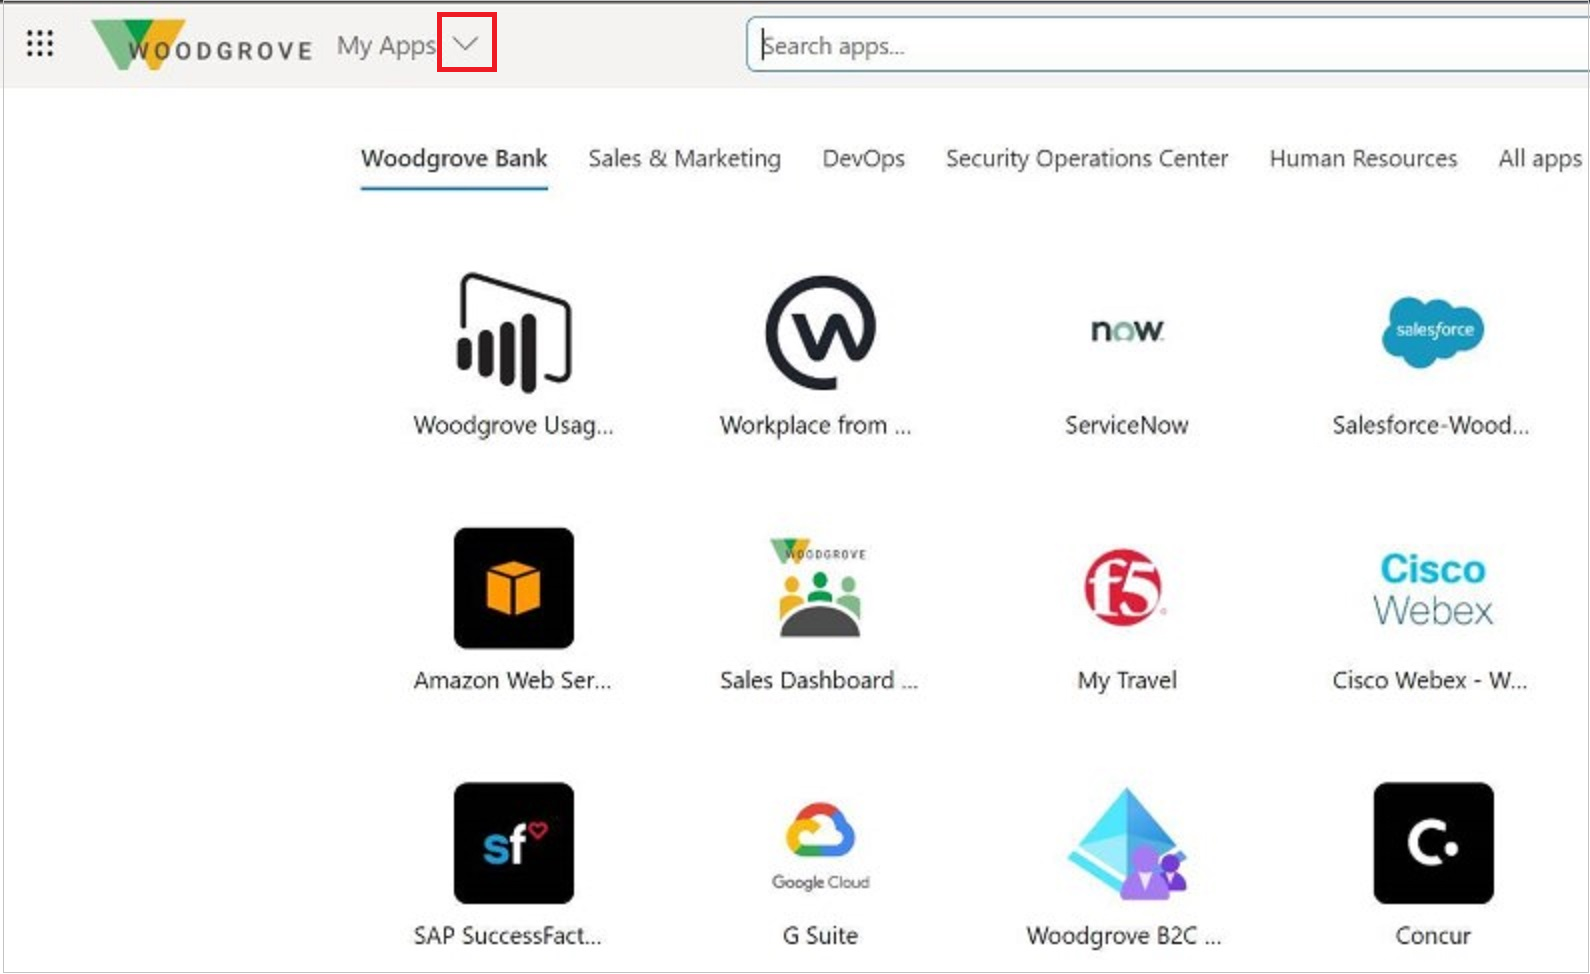 WOODGROVE My Apps Search apps...
Woodgrove Bank Sales & Marketing DevOps Security Operations Center Human Resources All apps
now salesforce
Woodgrove Usag... Workplace from ... ServiceNow Salesforce-Wood...
WOODGROVE f5 Cisco Webex
Amazon Web Ser... Sales Dashboard ... My Travel Cisco Webex - W...
sf Google Cloud C.
SAP SuccessFact... G Suite Woodgrove B2C ... Concur